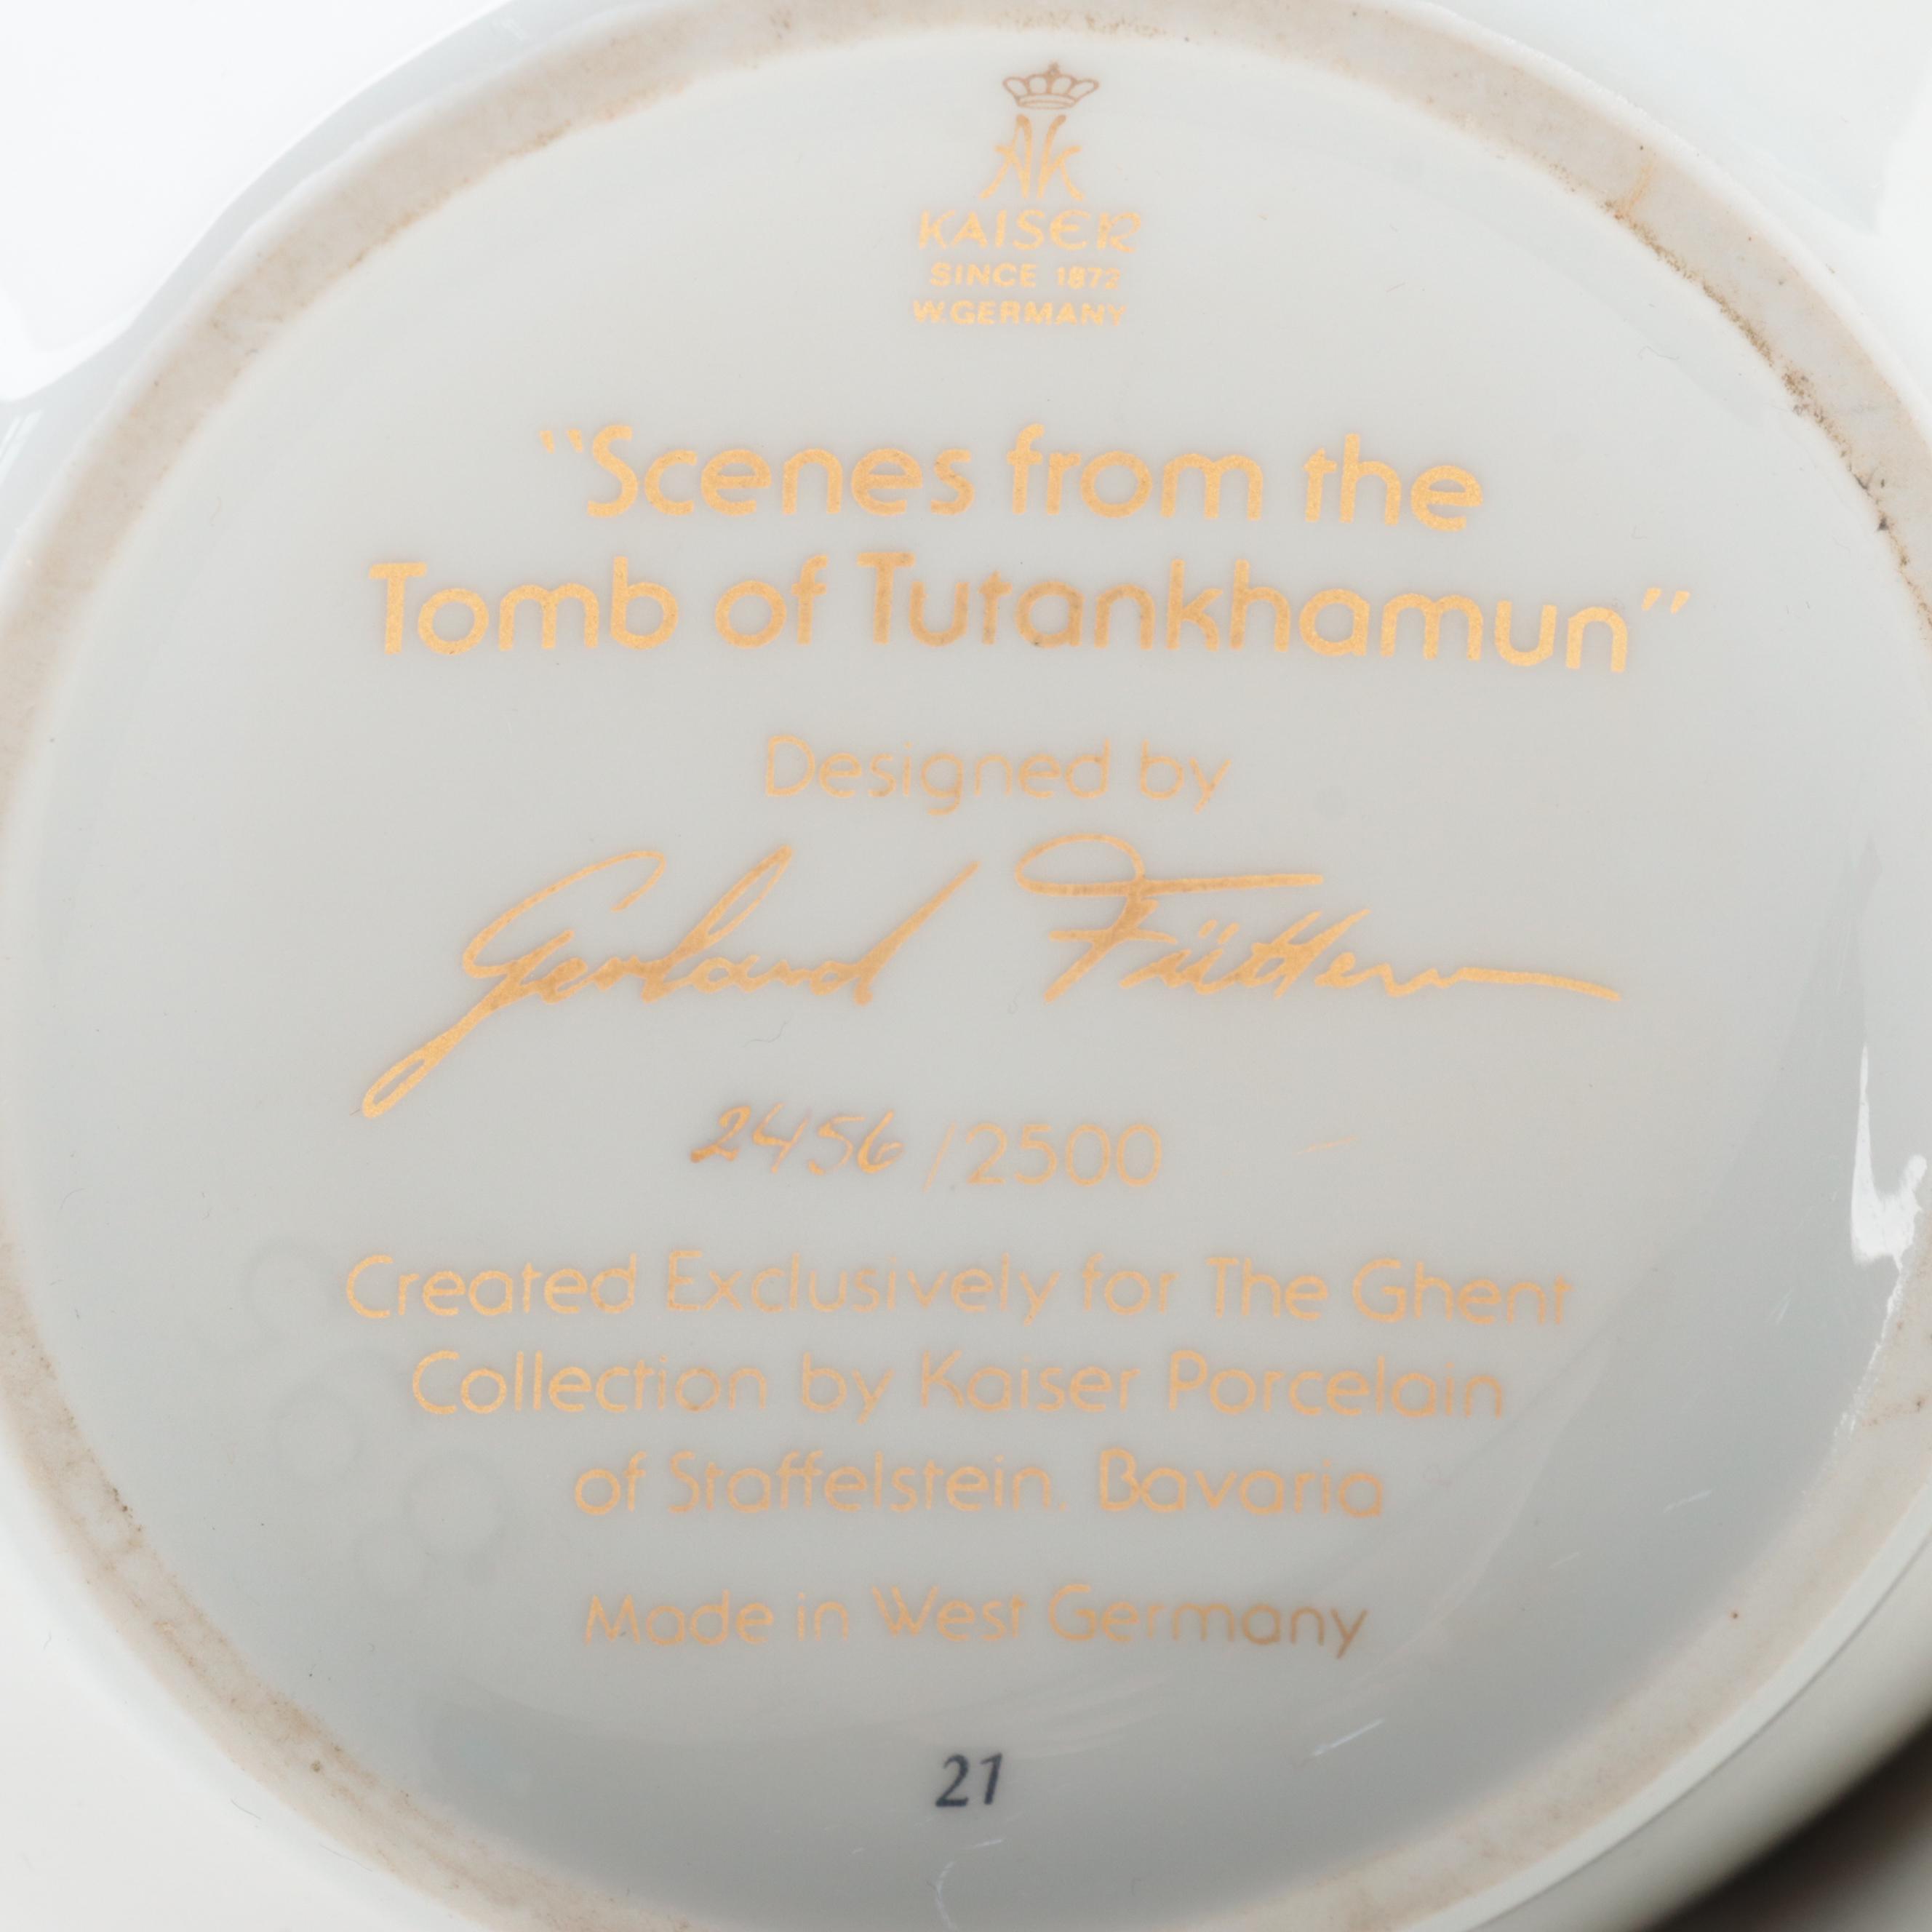 AK
KAISER
SINCE 1872
W.GERMANY
"Scenes from the
Tomb of Tutankhamun"
Designed by
Gerhard
2456/2500
Created Exclusively for The Ghent
Collection by Kaiser Porcelain
of Staffelstein, Bavaria
Made in West Germany
21